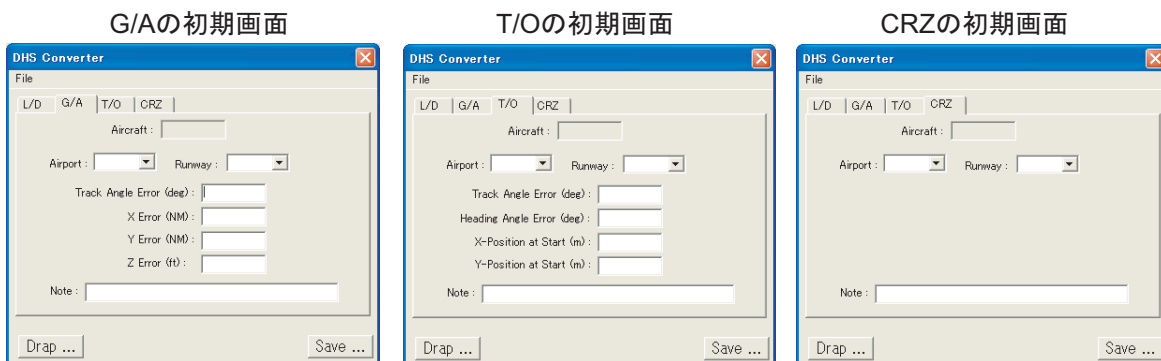 G/Aの初期画面
DHS Converter
File
L/D G/A T/O CRZ
Aircraft :
Airport : Runway :
Track Angle Error (deg) :
X Error (NM) :
Y Error (NM) :
Z Error (ft) :
Note :
Drap ... Save ...
T/Oの初期画面
DHS Converter
File
L/D G/A T/O CRZ
Aircraft :
Airport : Runway :
Track Angle Error (deg) :
Heading Angle Error (deg) :
X-Position at Start (m) :
Y-Position at Start (m) :
Note :
Drap ... Save ...
CRZの初期画面
DHS Converter
File
L/D G/A T/O CRZ
Aircraft :
Airport : Runway :
Note :
Drap ... Save ...